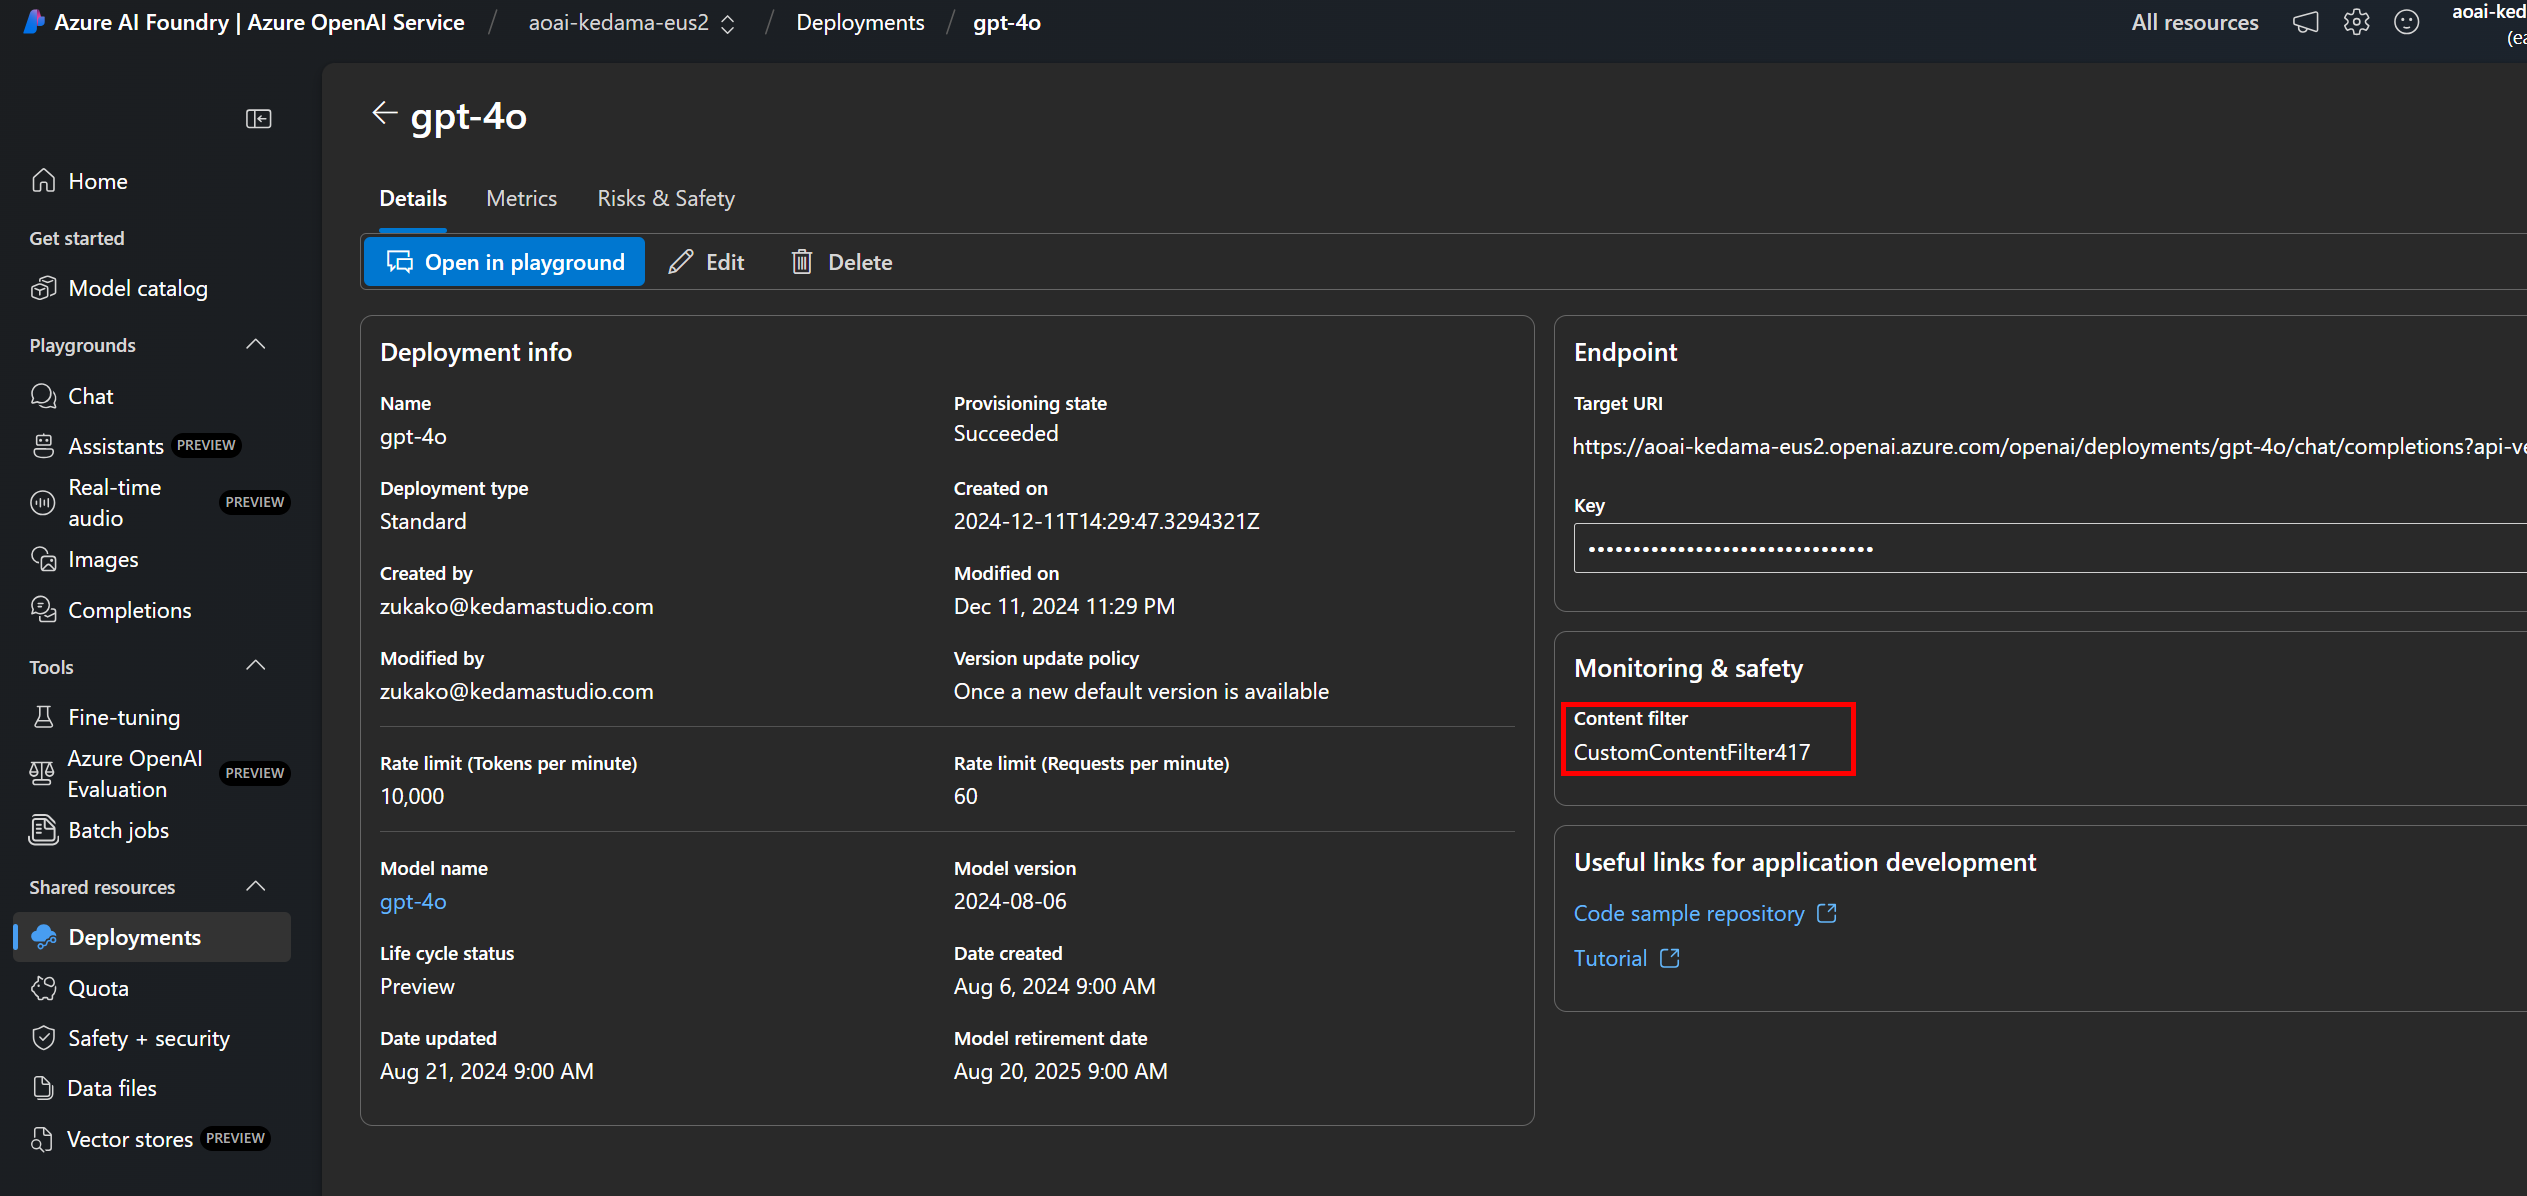 Azure AI Foundry | Azure OpenAI Service / aoai-kedama-eus2 / Deployments / gpt-4o
All resources
aoai-ked
(ea
Home
Get started
Model catalog
Playgrounds
Chat
Assistants PREVIEW
Real-time audio PREVIEW
Images
Completions
Tools
Fine-tuning
Azure OpenAI Evaluation PREVIEW
Batch jobs
Shared resources
Deployments
Quota
Safety + security
Data files
Vector stores PREVIEW
gpt-4o
Details Metrics Risks & Safety
Open in playground Edit Delete
Deployment info
Name
gpt-4o
Provisioning state
Succeeded
Deployment type
Standard
Created on
2024-12-11T14:29:47.3294321Z
Created by
zukako@kedamastudio.com
Modified on
Dec 11, 2024 11:29 PM
Modified by
zukako@kedamastudio.com
Version update policy
Once a new default version is available
Rate limit (Tokens per minute)
10,000
Rate limit (Requests per minute)
60
Model name
gpt-4o
Model version
2024-08-06
Life cycle status
Preview
Date created
Aug 6, 2024 9:00 AM
Date updated
Aug 21, 2024 9:00 AM
Model retirement date
Aug 20, 2025 9:00 AM
Endpoint
Target URI
https://aoai-kedama-eus2.openai.azure.com/openai/deployments/gpt-4o/chat/completions?api-ve
Key
••••••••••••••••••••••••••••••••
Monitoring & safety
Content filter
CustomContentFilter417
Useful links for application development
Code sample repository
Tutorial